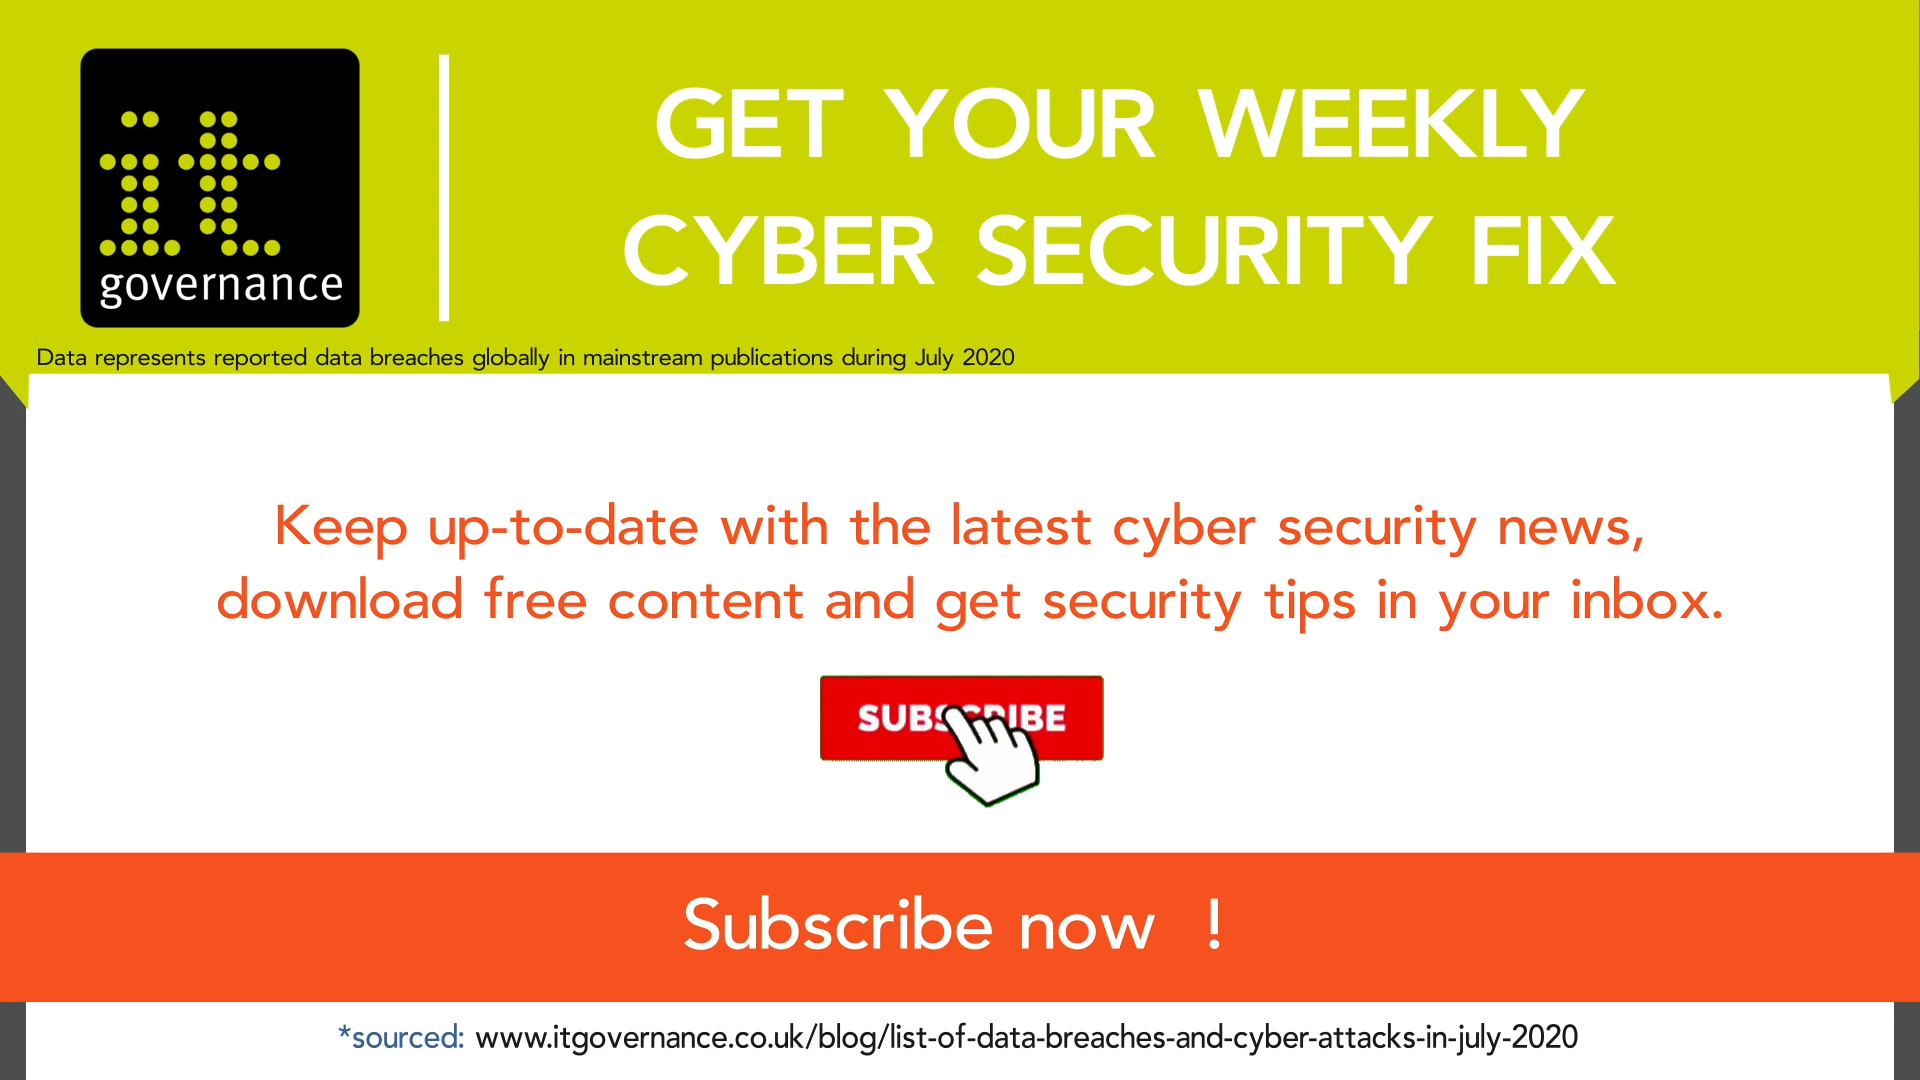 it
governance
GET YOUR WEEKLY
CYBER SECURITY FIX
Data represents reported data breaches globally in mainstream publications during July 2020
Keep up-to-date with the latest cyber security news,
download free content and get security tips in your inbox.
SUBSCRIBE
Subscribe now !
*sourced: www.itgovernance.co.uk/blog/list-of-data-breaches-and-cyber-attacks-in-july-2020